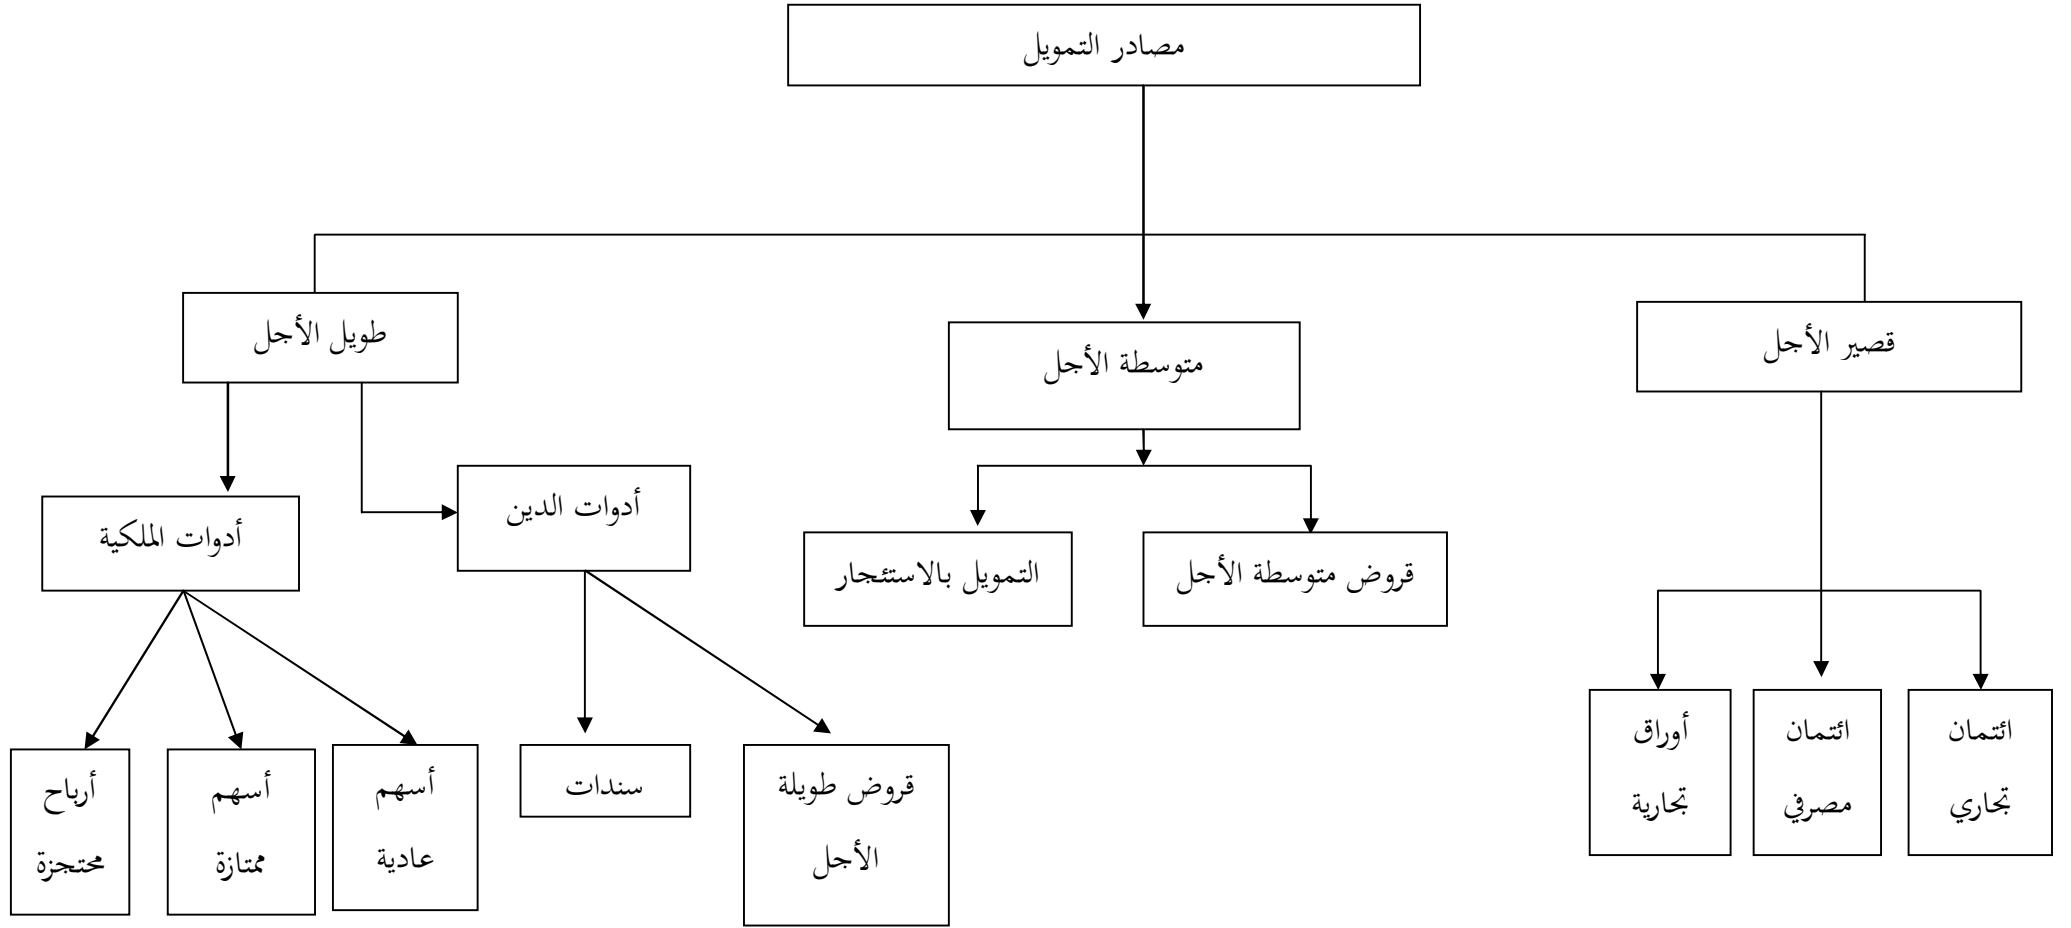 مصادر التمويل
قصير الأجل
متوسطة الأجل
طويل الأجل
أدوات الدين
أدوات الملكية
قروض متوسطة الأجل
التمويل بالاستئجار
ائتمان
تجاري
ائتمان
مصرفي
أوراق
تجارية
قروض طويلة
الأجل
سندات
أسهم
عادية
أسهم
ممتازة
أرباح
محتجزة